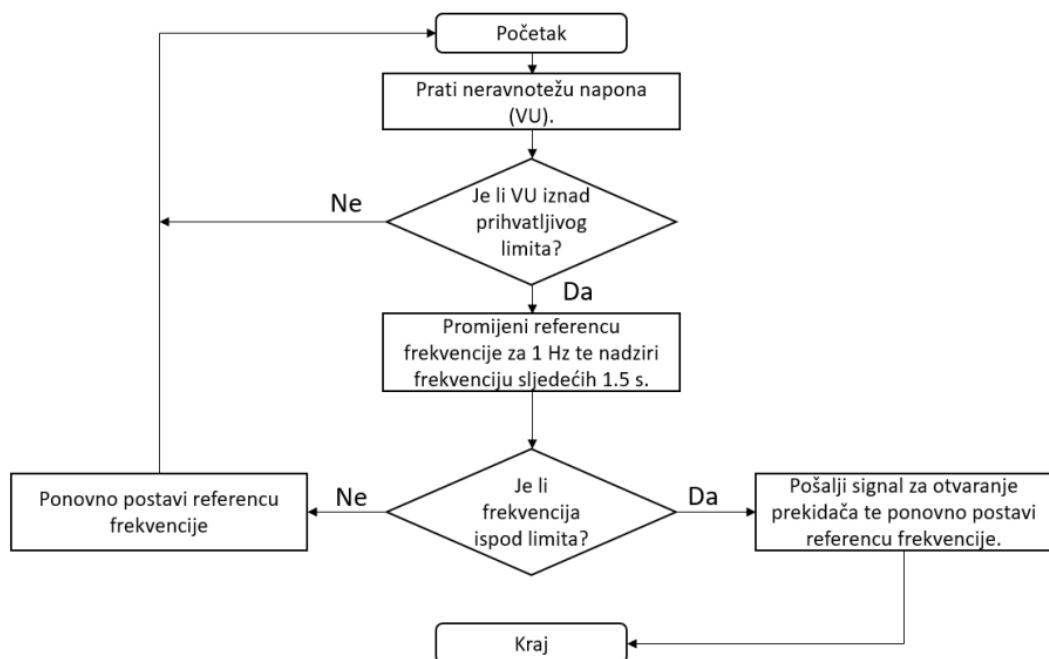 Početak
Prati neravnotežu napona
(VU).
Ne
Je li VU iznad
prihvatljivog
limita?
Da
Promijeni referencu
frekvencije za 1 Hz te nadziri
frekvenciju sljedećih 1.5 s.
Ponovno postavi referencu
frekvencije
Ne
Je li
frekvencija
ispod limita?
Da
Pošalji signal za otvaranje
prekidača te ponovno postavi
referencu frekvencije.
Kraj